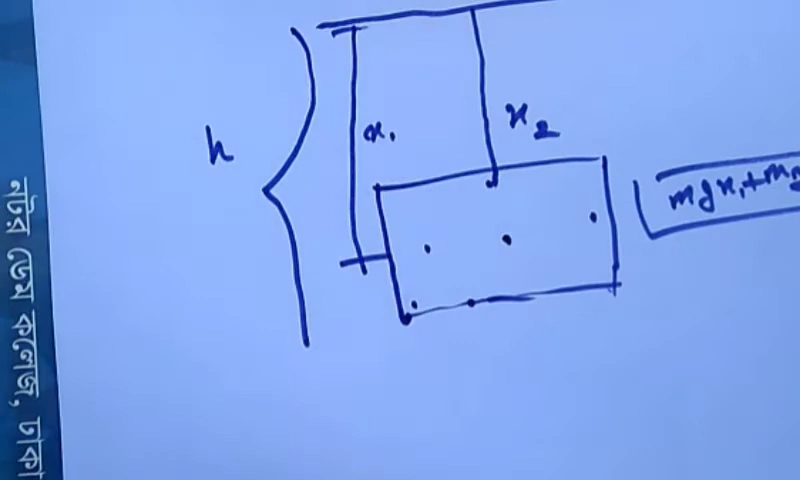 h
x₁
x₂
mgx₁+mg
নটর ডেম কলেজ, ঢাকা